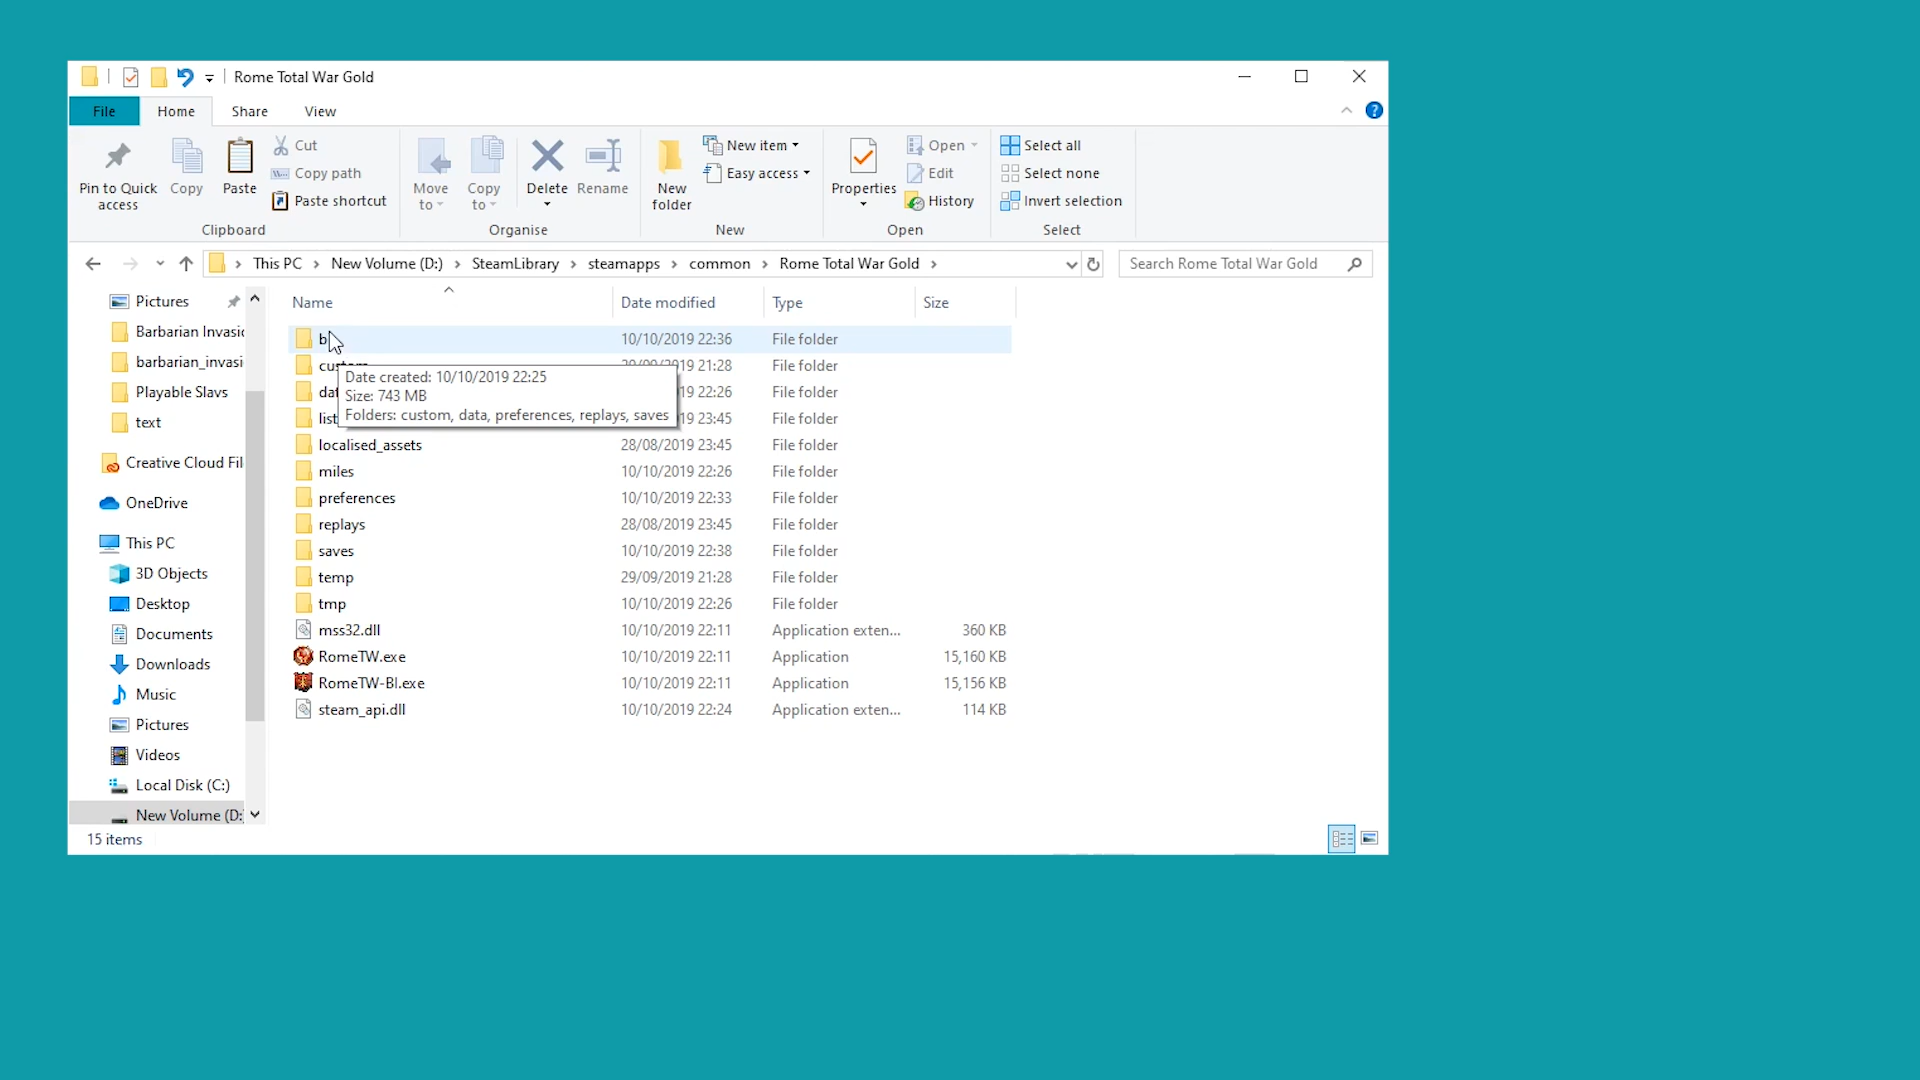 Rome Total War Gold
File Home Share View
Pin to Quick access
Copy
Paste
Cut
Copy path
Paste shortcut
Clipboard
Move to
Copy to
Delete
Rename
Organise
New folder
New item
Easy access
New
Properties
Open
Edit
History
Open
Select all
Select none
Invert selection
Select
This PC New Volume (D:) SteamLibrary steamapps common Rome Total War Gold
Search Rome Total War Gold
Pictures
Barbarian Invasio
barbarian_invasi
Playable Slavs
text
Creative Cloud Fil
OneDrive
This PC
3D Objects
Desktop
Documents
Downloads
Music
Pictures
Videos
Local Disk (C:)
New Volume (D:
Name Date modified Type Size
10/10/2019 22:36 File folder
21:28 File folder
19 22:26 File folder
19 23:45 File folder
Date created: 10/10/2019 22:25
Size: 743 MB
Folders: custom, data, preferences, replays, saves
localised_assets 28/08/2019 23:45 File folder
miles 10/10/2019 22:26 File folder
preferences 10/10/2019 22:33 File folder
replays 28/08/2019 23:45 File folder
saves 10/10/2019 22:38 File folder
temp 29/09/2019 21:28 File folder
tmp 10/10/2019 22:26 File folder
mss32.dll 10/10/2019 22:11 Application exten... 360 KB
RomeTW.exe 10/10/2019 22:11 Application 15,160 KB
RomeTW-BI.exe 10/10/2019 22:11 Application 15,156 KB
steam_api.dll 10/10/2019 22:24 Application exten... 114 KB
15 items